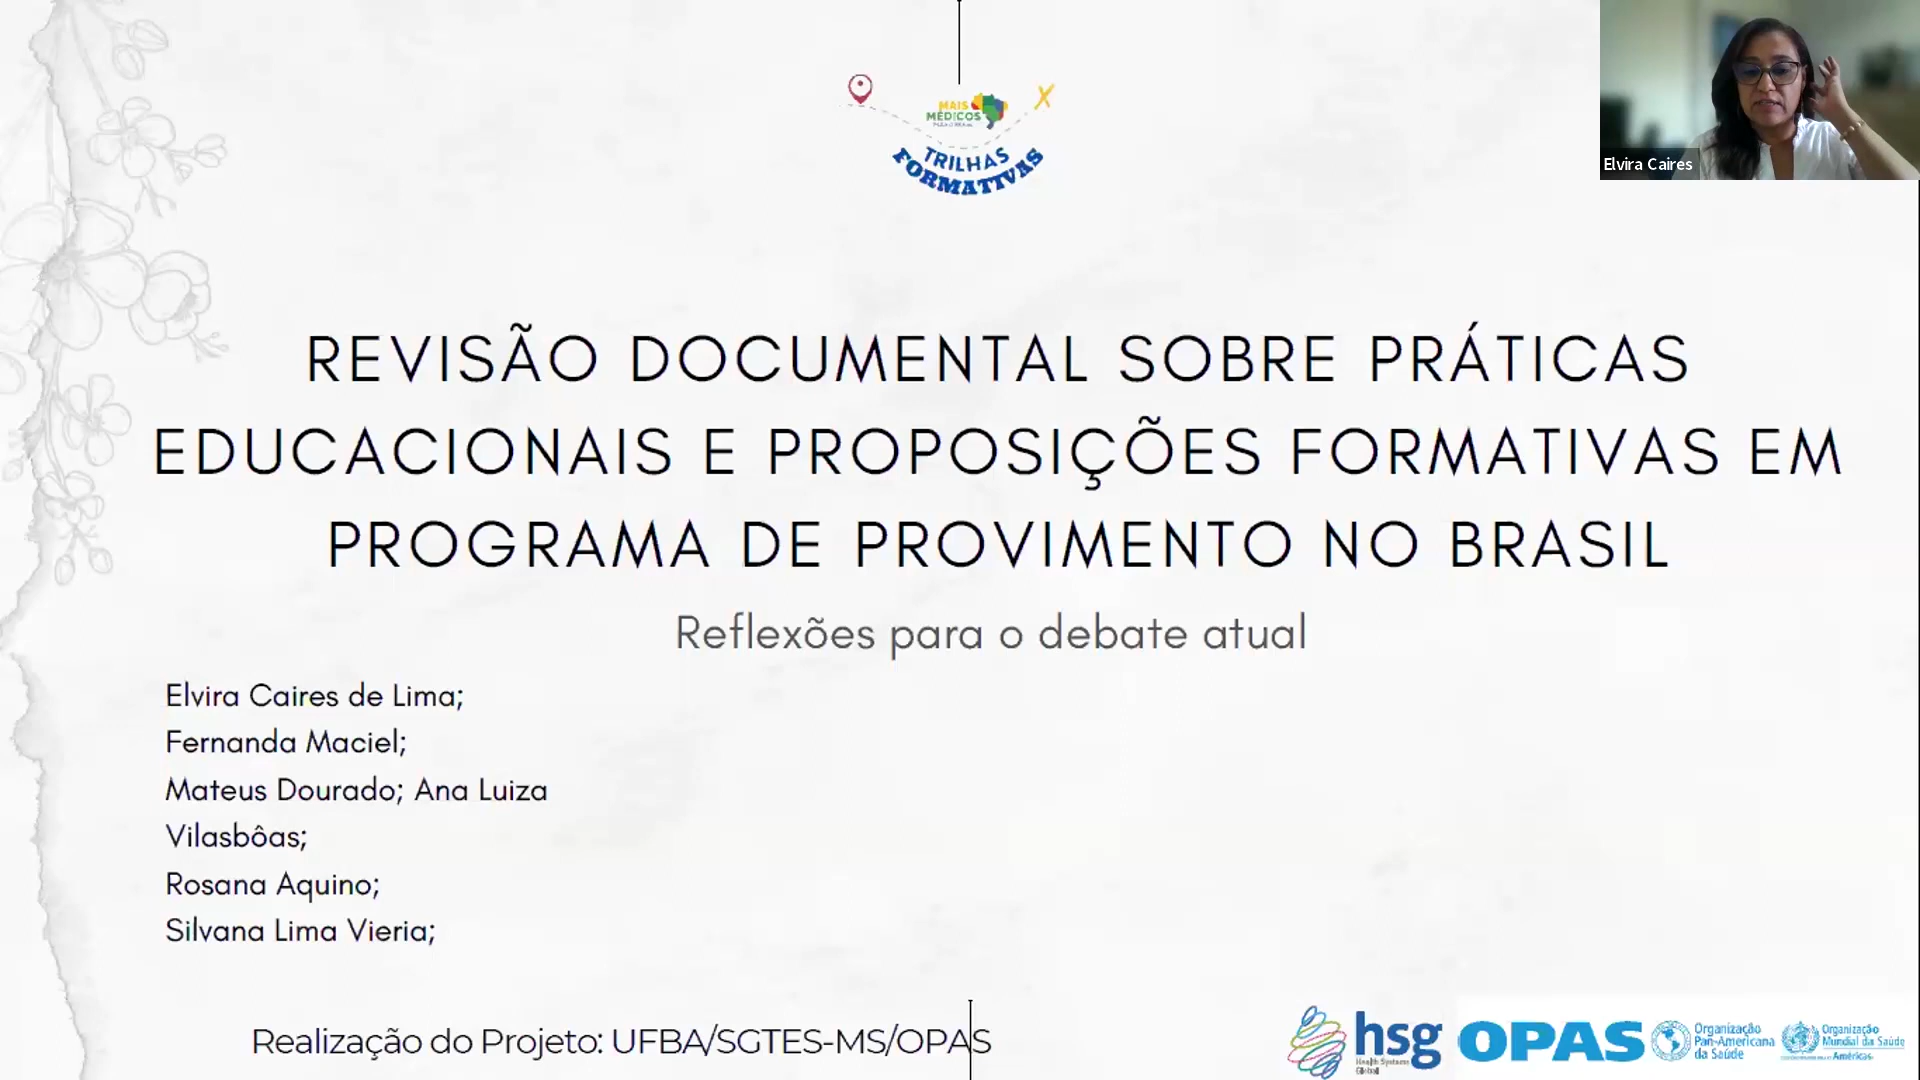 MAIS
MÉDICOS
TRILHAS
FORMATIVAS
Elvira Caires
REVISÃO DOCUMENTAL SOBRE PRÁTICAS
EDUCACIONAIS E PROPOSIÇÕES FORMATIVAS EM
PROGRAMA DE PROVIMENTO NO BRASIL
Reflexões para o debate atual
Elvira Caires de Lima;
Fernanda Maciel;
Mateus Dourado; Ana Luiza
Vilasbôas;
Rosana Aquino;
Silvana Lima Vieria;
Realização do Projeto: UFBA/SGTES-MS/OPAS
hsg
Health Systems
Global
OPAS
Organização
Pan-Americana
da Saúde
Organização
Mundial da Saúde
Américas